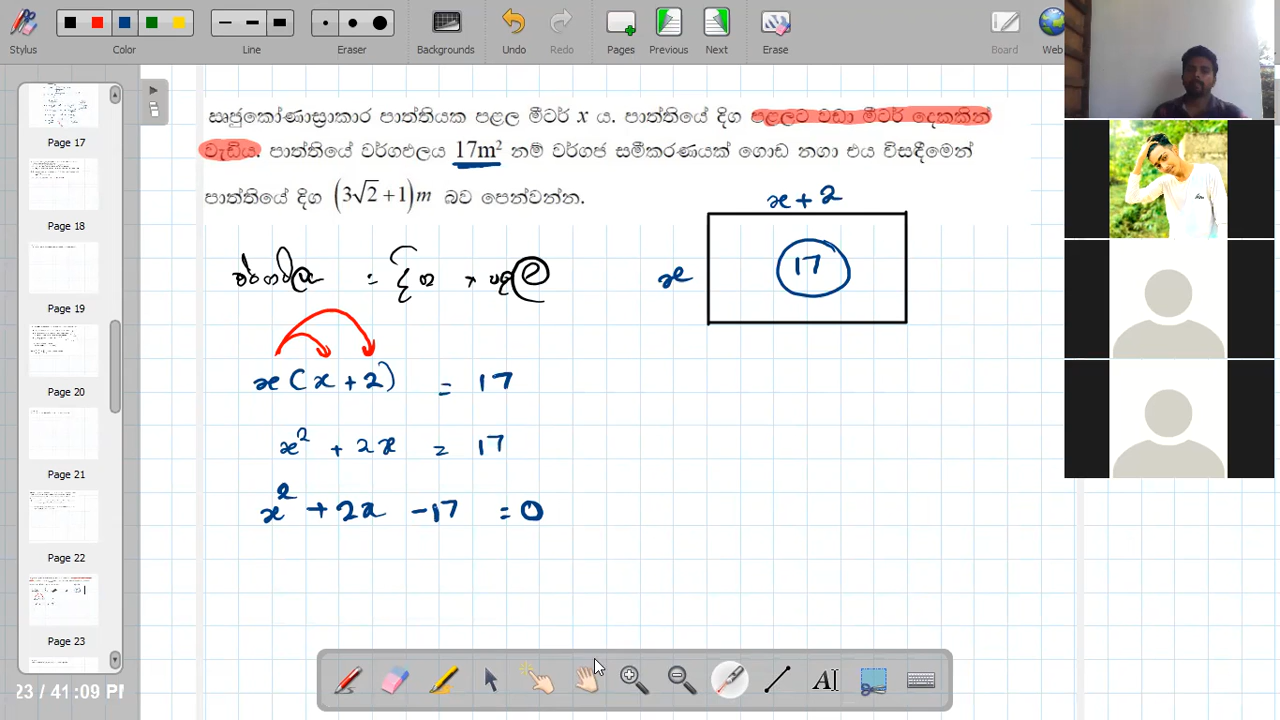 Stylus
Color
Line
Eraser
Backgrounds
Undo
Redo
Pages
Previous
Next
Erase
Board
Web
Page 17
Page 18
Page 19
Page 20
Page 21
Page 22
Page 23
23 / 41:09 PM
සෘජුකෝණාස්‍රාකාර පාත්තියක පළල මීටර් x ය. පාත්තියේ දිග පළලට වඩා මීටර් දෙකකින්
වැඩිය. පාත්තියේ වර්ගඵලය 17m² නම් වර්ගජ සමීකරණයක් ගොඩ නගා එය විසඳීමෙන්
පාත්තියේ දිග (3√2 +1)m බව පෙන්වන්න.
x + 2
x
17
වර්ගඵලය = දිග × පළල
x(x + 2) = 17
x² + 2x = 17
x² + 2x - 17 = 0